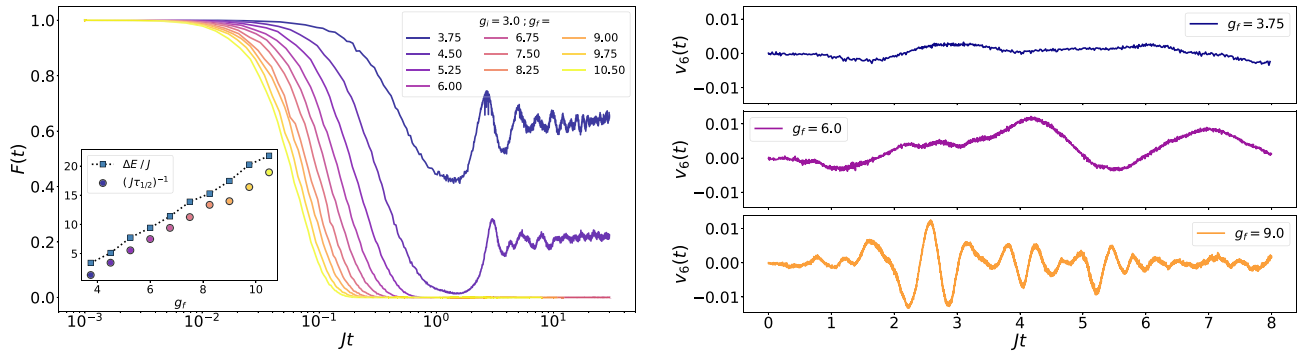 1.0
0.8
0.6
0.4
0.2
0.0
F(t)
g_i = 3.0 ; g_f =
3.75 6.75 9.00
4.50 7.50 9.75
5.25 8.25 10.50
6.00
ΔE / J
(Jτ_{1/2})^{-1}
20
15
10
5
4 6 8 10
g_f
10^{-3} 10^{-2} 10^{-1} 10^0 10^1
Jt
v_6(t)
0.01
0.00
−0.01
g_f = 3.75
v_6(t)
0.01
0.00
−0.01
g_f = 6.0
v_6(t)
0.01
0.00
−0.01
g_f = 9.0
0 1 2 3 4 5 6 7 8
Jt